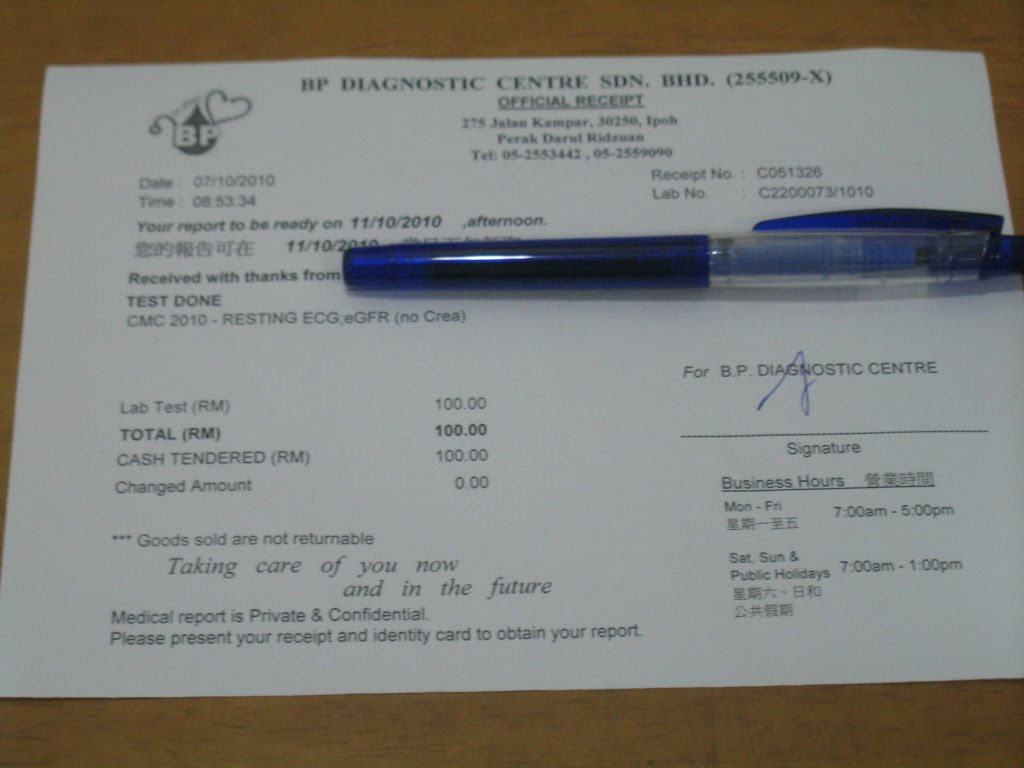 BP DIAGNOSTIC CENTRE SDN. BHD. (255509-X)
OFFICIAL RECEIPT
275 Jalan Kampar, 30250, Ipoh
Perak Darul Ridzuan
Tel: 05-2553442 , 05-2559090
BP
Date : 07/10/2010
Time : 08:53:34
Receipt No. : C051326
Lab No. : C2200073/1010
Your report to be ready on 11/10/2010 ,afternoon.
您的報告可在 11/10/2010
Received with thanks from
TEST DONE
CMC 2010 - RESTING ECG;eGFR (no Crea)
Lab Test (RM) 100.00
TOTAL (RM) 100.00
CASH TENDERED (RM) 100.00
Changed Amount 0.00
For B.P. DIAGNOSTIC CENTRE
Signature
Business Hours 營業時間
Mon - Fri 7:00am - 5:00pm
星期一至五
Sat, Sun &
Public Holidays 7:00am - 1:00pm
星期六、日和
公共假期
*** Goods sold are not returnable
Taking care of you now
and in the future
Medical report is Private & Confidential.
Please present your receipt and identity card to obtain your report.